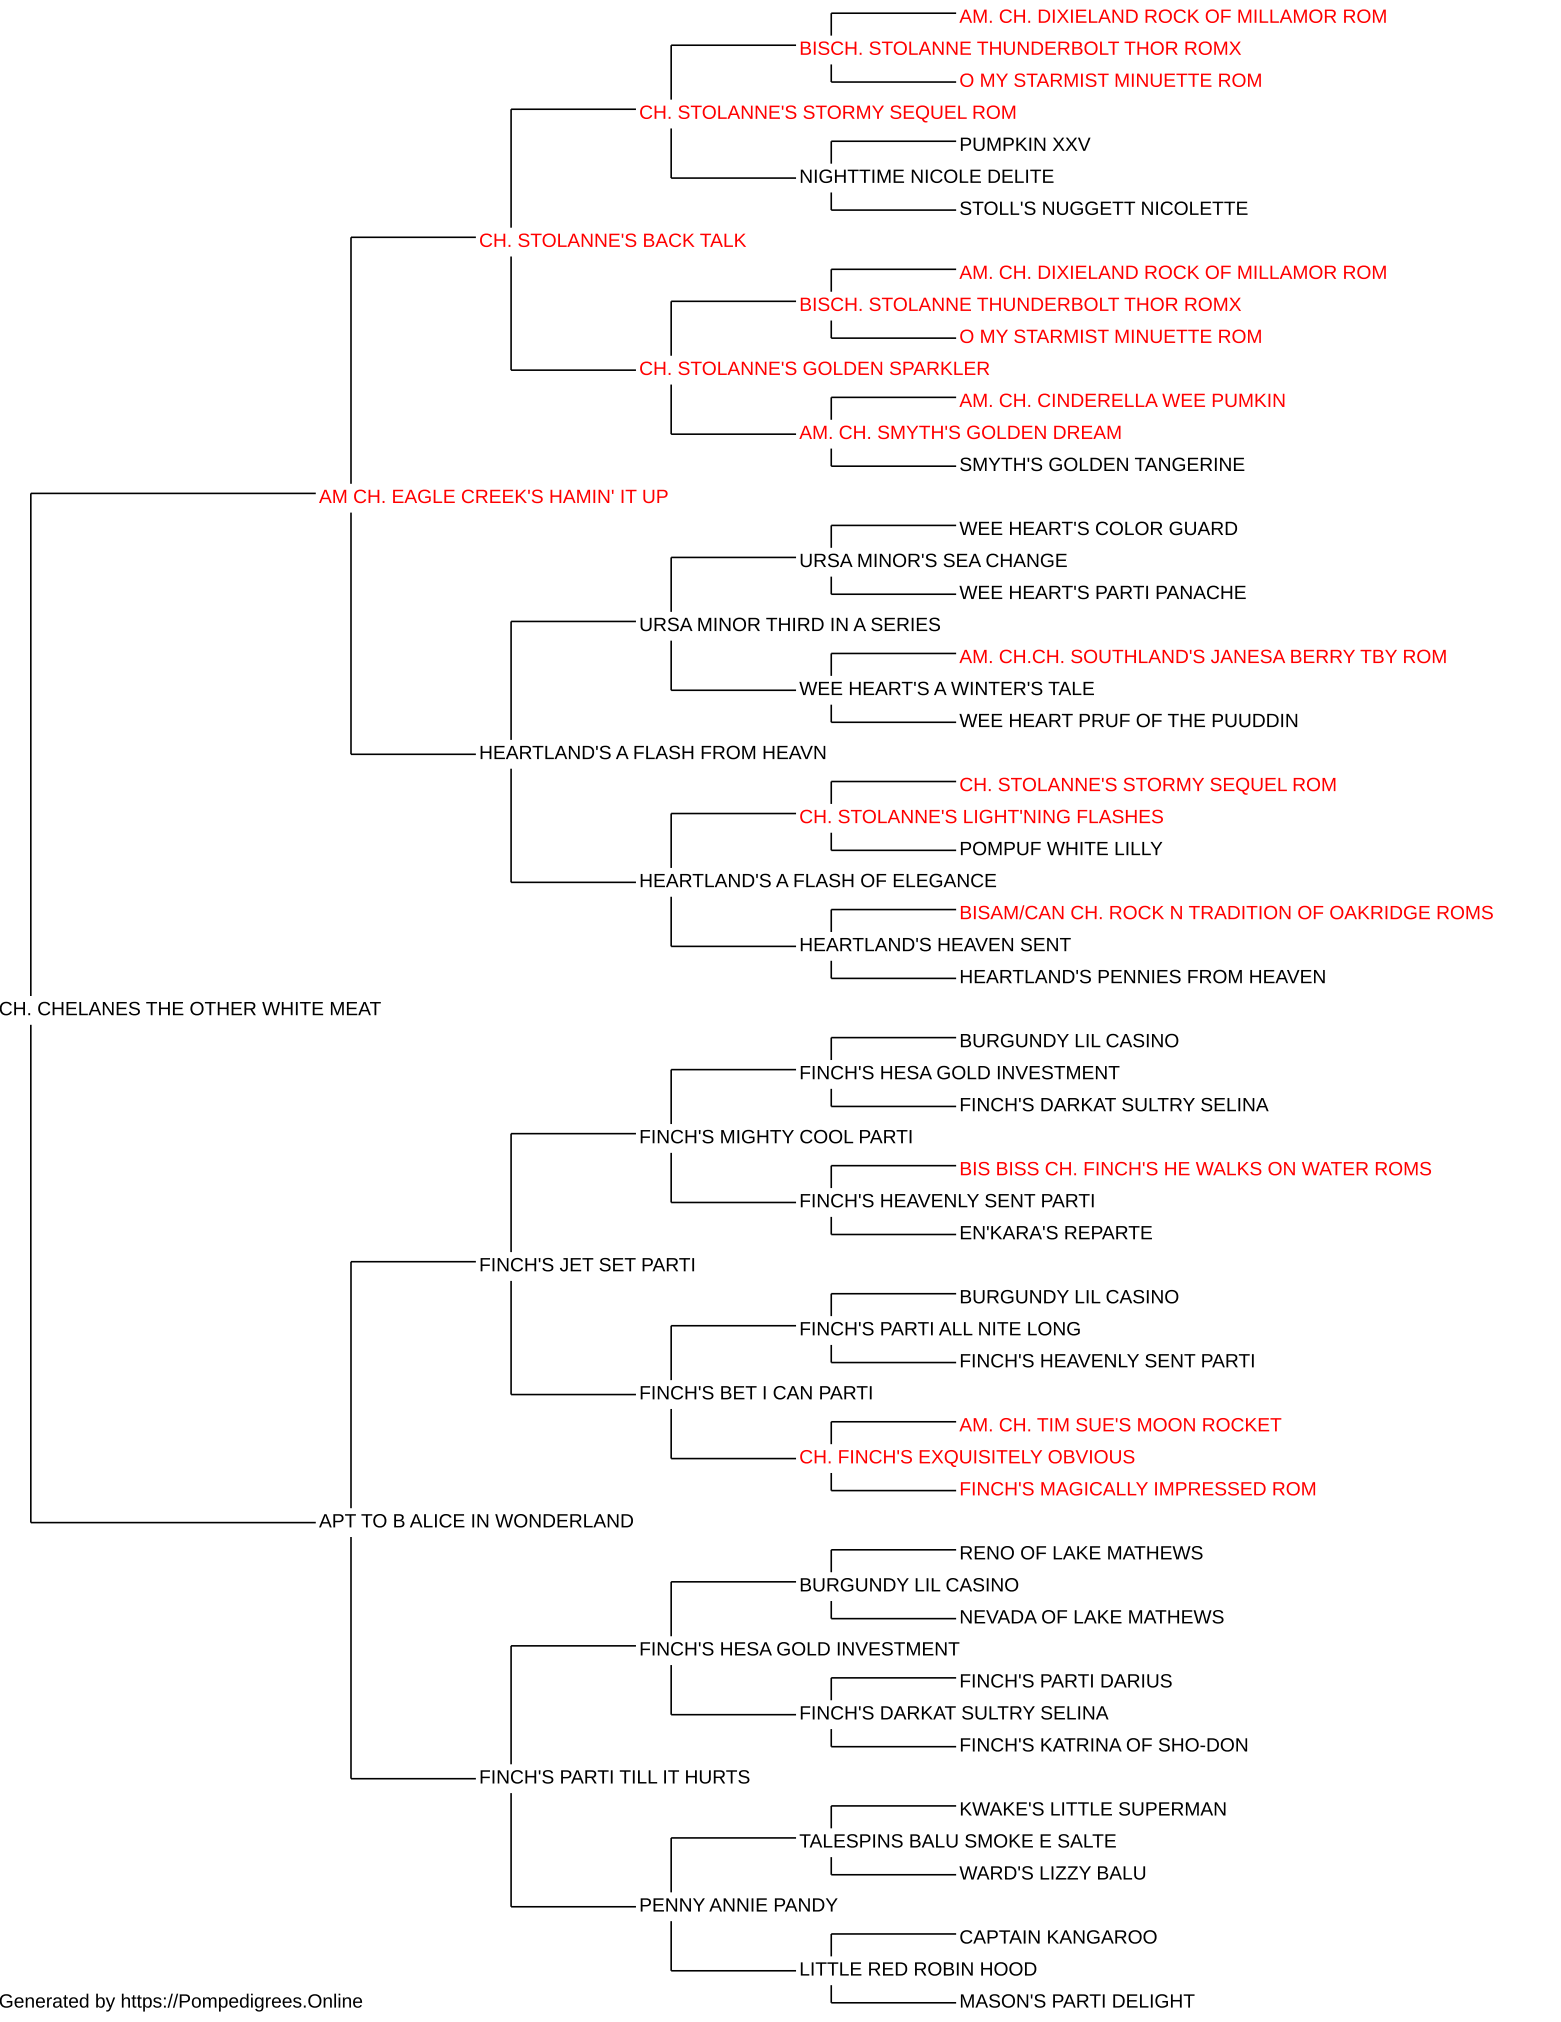 AM. CH. DIXIELAND ROCK OF MILLAMOR ROM
BISCH. STOLANNE THUNDERBOLT THOR ROMX
O MY STARMIST MINUETTE ROM
CH. STOLANNE'S STORMY SEQUEL ROM
PUMPKIN XXV
NIGHTTIME NICOLE DELITE
STOLL'S NUGGETT NICOLETTE
CH. STOLANNE'S BACK TALK
AM. CH. DIXIELAND ROCK OF MILLAMOR ROM
BISCH. STOLANNE THUNDERBOLT THOR ROMX
O MY STARMIST MINUETTE ROM
CH. STOLANNE'S GOLDEN SPARKLER
AM. CH. CINDERELLA WEE PUMKIN
AM. CH. SMYTH'S GOLDEN DREAM
SMYTH'S GOLDEN TANGERINE
AM CH. EAGLE CREEK'S HAMIN' IT UP
WEE HEART'S COLOR GUARD
URSA MINOR'S SEA CHANGE
WEE HEART'S PARTI PANACHE
URSA MINOR THIRD IN A SERIES
AM. CH.CH. SOUTHLAND'S JANESA BERRY TBY ROM
WEE HEART'S A WINTER'S TALE
WEE HEART PRUF OF THE PUUDDIN
HEARTLAND'S A FLASH FROM HEAVN
CH. STOLANNE'S STORMY SEQUEL ROM
CH. STOLANNE'S LIGHT'NING FLASHES
POMPUF WHITE LILLY
HEARTLAND'S A FLASH OF ELEGANCE
BISAM/CAN CH. ROCK N TRADITION OF OAKRIDGE ROMS
HEARTLAND'S HEAVEN SENT
HEARTLAND'S PENNIES FROM HEAVEN
CH. CHELANES THE OTHER WHITE MEAT
BURGUNDY LIL CASINO
FINCH'S HESA GOLD INVESTMENT
FINCH'S DARKAT SULTRY SELINA
FINCH'S MIGHTY COOL PARTI
BIS BISS CH. FINCH'S HE WALKS ON WATER ROMS
FINCH'S HEAVENLY SENT PARTI
EN'KARA'S REPARTE
FINCH'S JET SET PARTI
BURGUNDY LIL CASINO
FINCH'S PARTI ALL NITE LONG
FINCH'S HEAVENLY SENT PARTI
FINCH'S BET I CAN PARTI
AM. CH. TIM SUE'S MOON ROCKET
CH. FINCH'S EXQUISITELY OBVIOUS
FINCH'S MAGICALLY IMPRESSED ROM
APT TO B ALICE IN WONDERLAND
RENO OF LAKE MATHEWS
BURGUNDY LIL CASINO
NEVADA OF LAKE MATHEWS
FINCH'S HESA GOLD INVESTMENT
FINCH'S PARTI DARIUS
FINCH'S DARKAT SULTRY SELINA
FINCH'S KATRINA OF SHO-DON
FINCH'S PARTI TILL IT HURTS
KWAKE'S LITTLE SUPERMAN
TALESPINS BALU SMOKE E SALTE
WARD'S LIZZY BALU
PENNY ANNIE PANDY
CAPTAIN KANGAROO
LITTLE RED ROBIN HOOD
MASON'S PARTI DELIGHT
Generated by https://Pompedigrees.Online